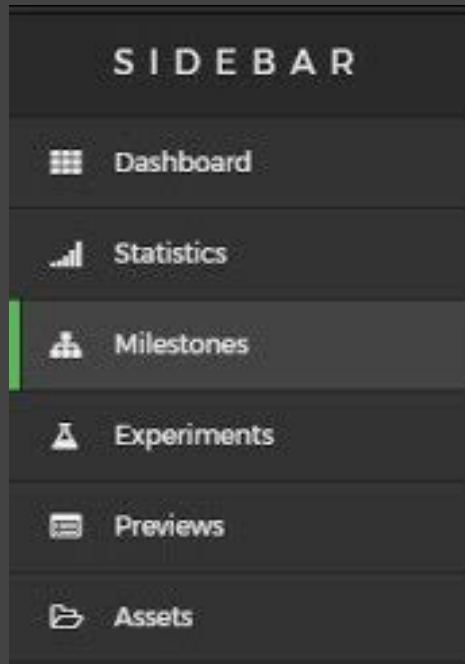 SIDEBAR
Dashboard
Statistics
Milestones
Experiments
Previews
Assets